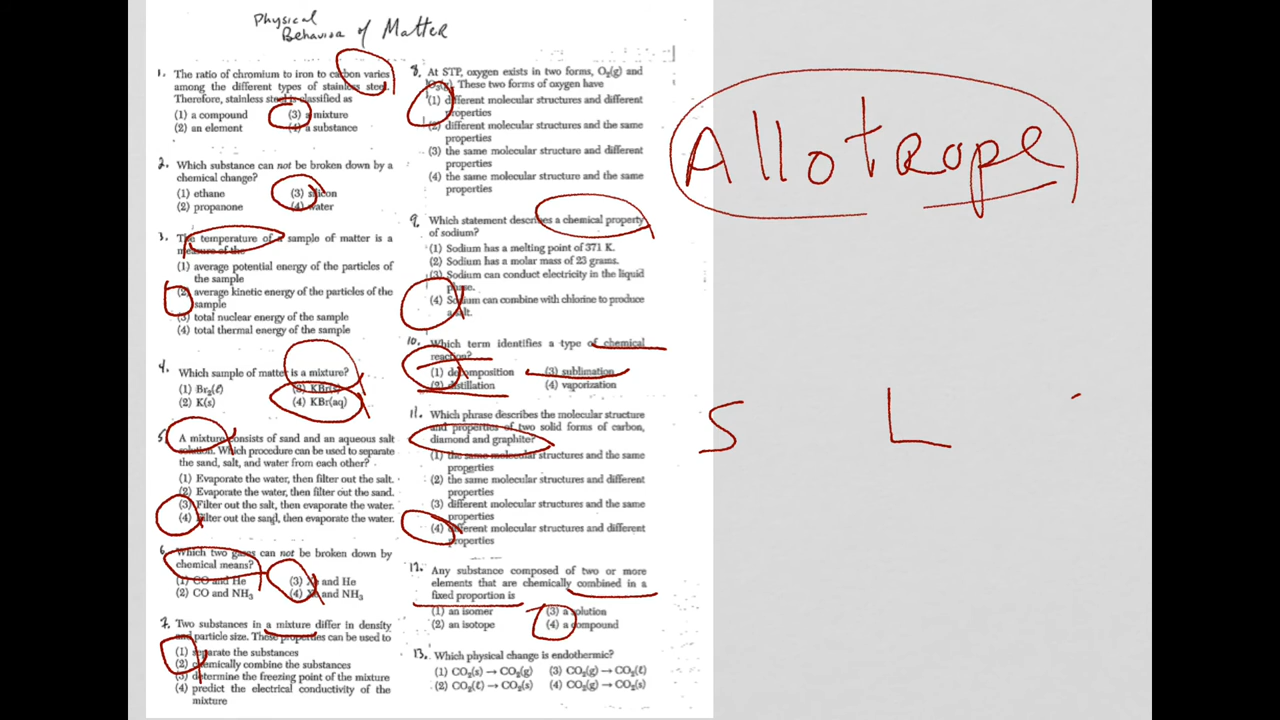 Physical
Behavior of Matter
1. The ratio of chromium to iron to carbon varies
among the different types of stainless steel.
Therefore, stainless steel is classified as
(1) a compound (3) a mixture
(2) an element (4) a substance
2. Which substance can not be broken down by a
chemical change?
(1) ethane (3) silicon
(2) propanone (4) water
3. The temperature of a sample of matter is a
measure of the
(1) average potential energy of the particles of
the sample
(2) average kinetic energy of the particles of the
sample
(3) total nuclear energy of the sample
(4) total thermal energy of the sample
4. Which sample of matter is a mixture?
(1) Br₂(ℓ) (3) KBr(s)
(2) K(s) (4) KBr(aq)
5. A mixture consists of sand and an aqueous salt
solution. Which procedure can be used to separate
the sand, salt, and water from each other?
(1) Evaporate the water, then filter out the salt.
(2) Evaporate the water, then filter out the sand.
(3) Filter out the salt, then evaporate the water.
(4) Filter out the sand, then evaporate the water.
6. Which two gases can not be broken down by
chemical means?
(1) CO and He (3) Xe and He
(2) CO and NH₃ (4) Xe and NH₃
7. Two substances in a mixture differ in density
and particle size. These properties can be used to
(1) separate the substances
(2) chemically combine the substances
(3) determine the freezing point of the mixture
(4) predict the electrical conductivity of the
mixture
8. At STP, oxygen exists in two forms, O₂(g) and
O₃(g). These two forms of oxygen have
(1) different molecular structures and different
properties
(2) different molecular structures and the same
properties
(3) the same molecular structure and different
properties
(4) the same molecular structure and the same
properties
9. Which statement describes a chemical property
of sodium?
(1) Sodium has a melting point of 371 K.
(2) Sodium has a molar mass of 23 grams.
(3) Sodium can conduct electricity in the liquid
phase.
(4) Sodium can combine with chlorine to produce
a salt.
10. Which term identifies a type of chemical
reaction?
(1) decomposition (3) sublimation
(2) distillation (4) vaporization
11. Which phrase describes the molecular structure
and properties of two solid forms of carbon,
diamond and graphite?
(1) the same molecular structures and the same
properties
(2) the same molecular structures and different
properties
(3) different molecular structures and the same
properties
(4) different molecular structures and different
properties
12. Any substance composed of two or more
elements that are chemically combined in a
fixed proportion is
(1) an isomer (3) a solution
(2) an isotope (4) a compound
13. Which physical change is endothermic?
(1) CO₂(s) → CO₂(g) (3) CO₂(g) → CO₂(ℓ)
(2) CO₂(ℓ) → CO₂(s) (4) CO₂(g) → CO₂(s)
Allotrope
S L